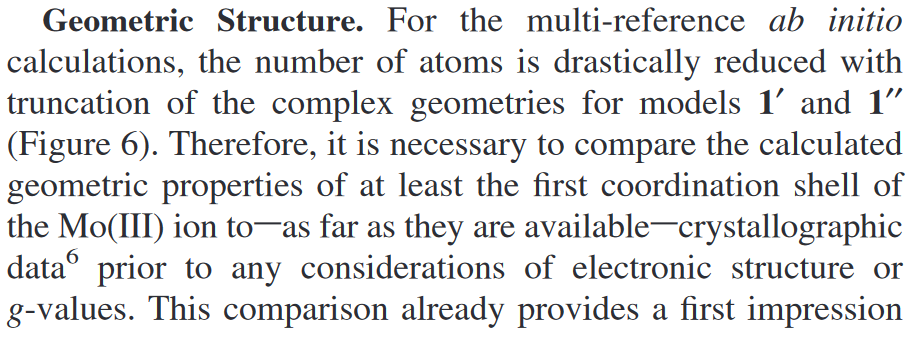 Geometric Structure. For the multi-reference ab initio
calculations, the number of atoms is drastically reduced with
truncation of the complex geometries for models 1′ and 1″
(Figure 6). Therefore, it is necessary to compare the calculated
geometric properties of at least the first coordination shell of
the Mo(III) ion to—as far as they are available—crystallographic
data⁶ prior to any considerations of electronic structure or
g-values. This comparison already provides a first impression